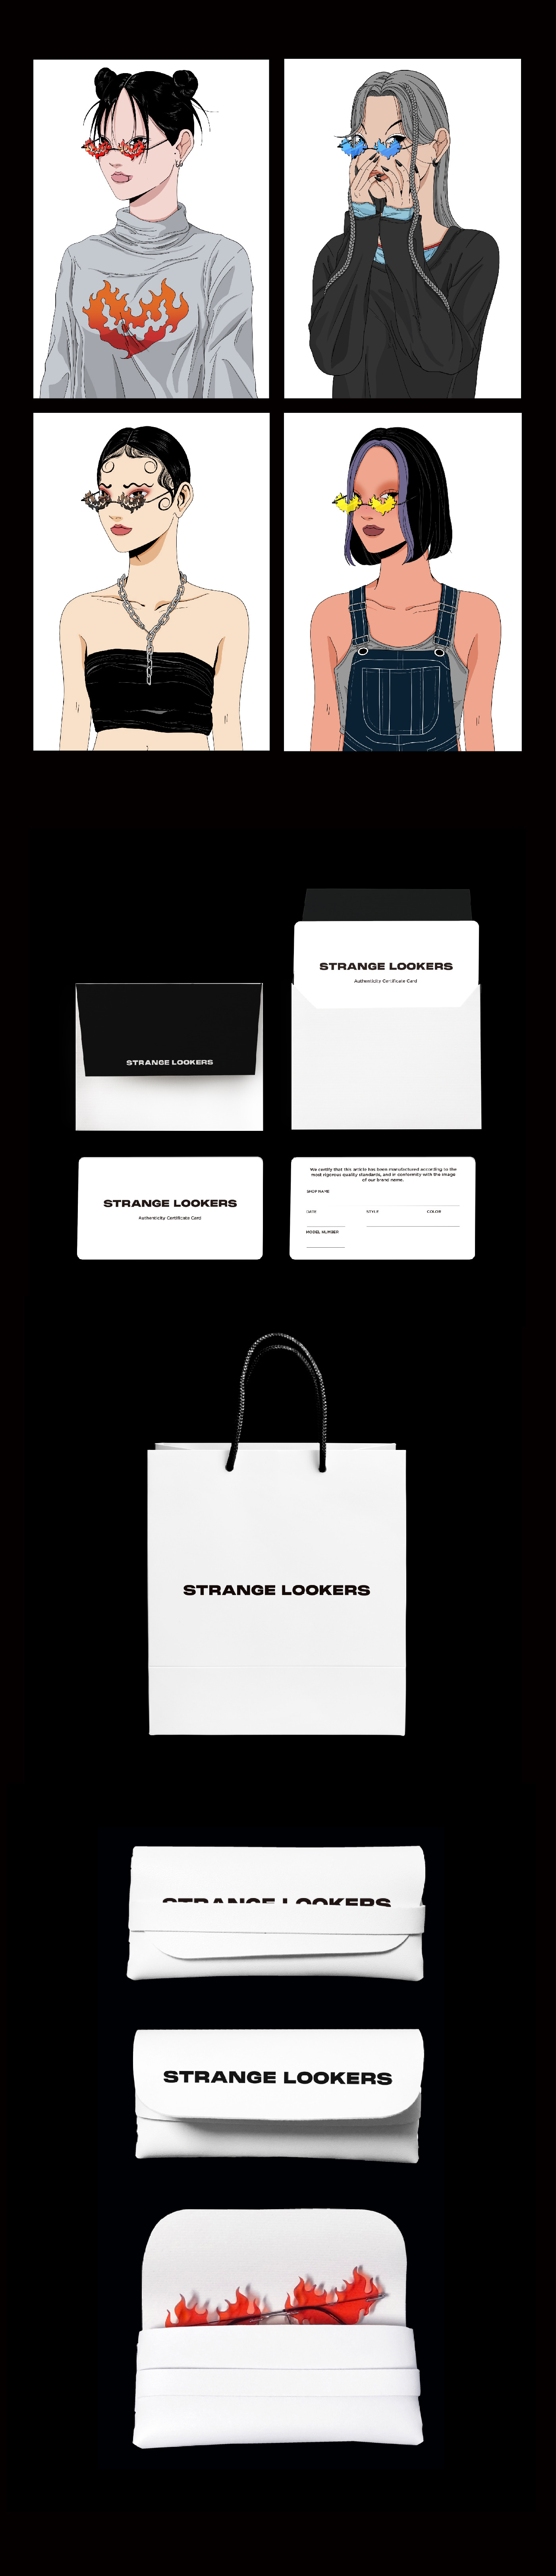 STRANGE LOOKERS
Authenticity Certificate Card
STRANGE LOOKERS
STRANGE LOOKERS
Authenticity Certificate Card
We certify that this article has been manufactured according to the
most rigorous quality standards, and in conformity with the image
of our brand name.
SHOP NAME
DATE STYLE COLOR
MODEL NUMBER
STRANGE LOOKERS
STRANGE LOOKERS
STRANGE LOOKERS